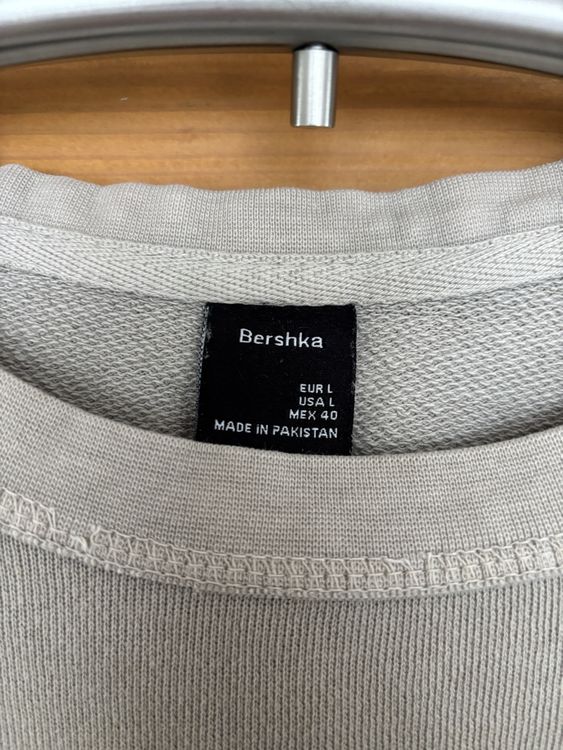 Bershka
EUR L
USA L
MEX 40
MADE IN PAKISTAN